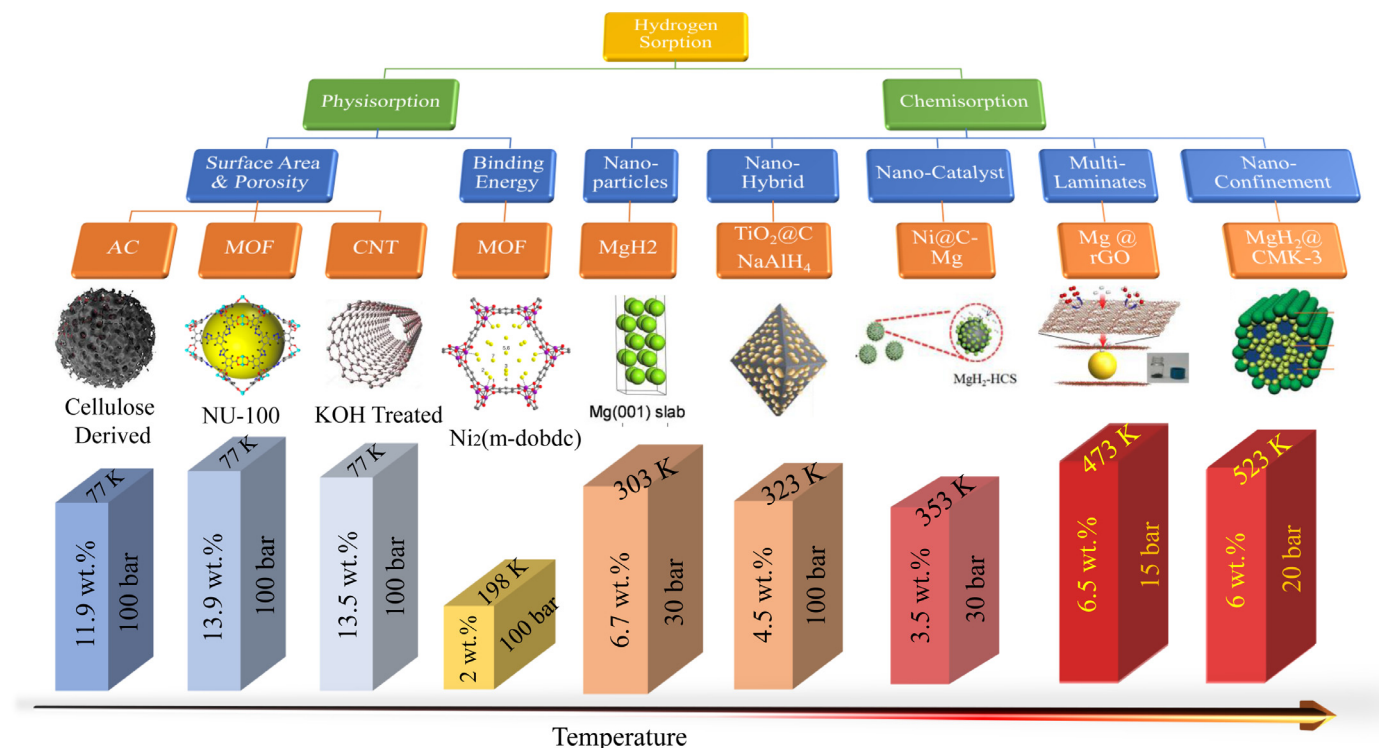 Hydrogen
Sorption
Physisorption
Chemisorption
Surface Area
& Porosity
Binding
Energy
Nano-
particles
Nano-
Hybrid
Nano-Catalyst
Multi-
Laminates
Nano-
Confinement
AC
MOF
CNT
MOF
MgH2
TiO₂@C
NaAlH₄
Ni@C-
Mg
Mg @
rGO
MgH₂@
CMK-3
Cellulose
Derived
NU-100
KOH Treated
Ni₂(m-dobdc)
Mg(001) slab
MgH₂-HCS
77 K
11.9 wt.%
100 bar
77 K
13.9 wt.%
100 bar
77 K
13.5 wt.%
100 bar
198 K
2 wt.%
100 bar
303 K
6.7 wt.%
30 bar
323 K
4.5 wt.%
100 bar
353 K
3.5 wt.%
30 bar
473 K
6.5 wt.%
15 bar
523 K
6 wt.%
20 bar
Temperature